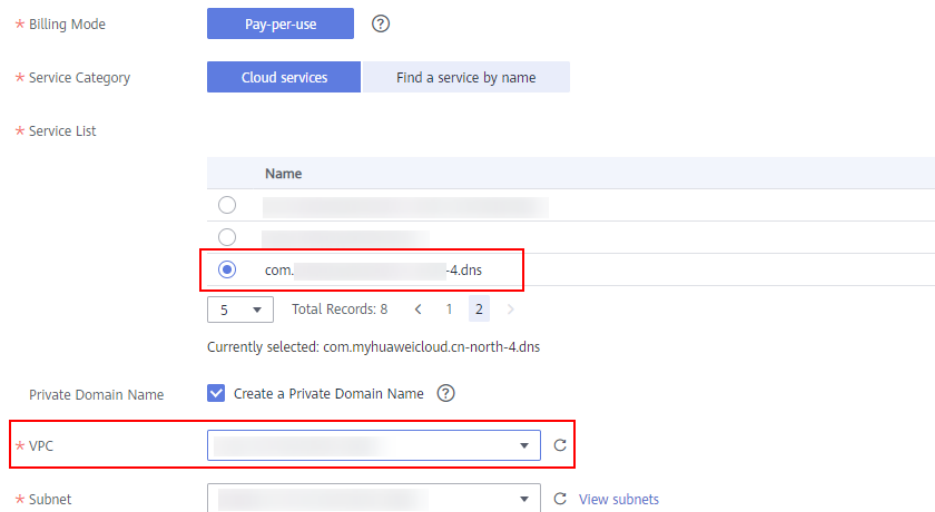 * Billing Mode Pay-per-use ?
* Service Category Cloud services Find a service by name
* Service List
Name
com. -4.dns
5 Total Records: 8 < 1 2 >
Currently selected: com.myhuaweicloud.cn-north-4.dns
Private Domain Name Create a Private Domain Name ?
* VPC
* Subnet View subnets